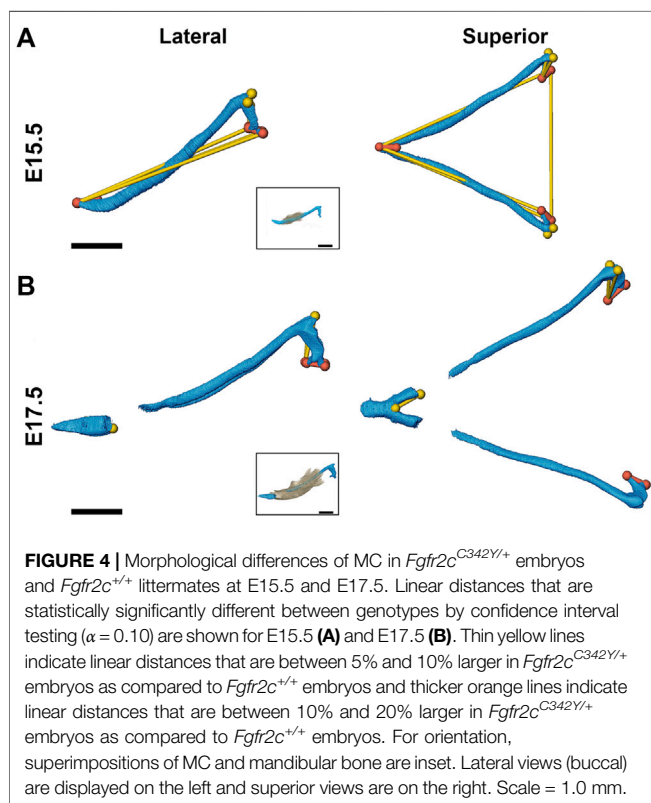 A
Lateral
Superior
E15.5
B
E17.5
FIGURE 4 | Morphological differences of MC in Fgfr2c^C342Y/+ embryos
and Fgfr2c^+/+ littermates at E15.5 and E17.5. Linear distances that are
statistically significantly different between genotypes by confidence interval
testing (α = 0.10) are shown for E15.5 (A) and E17.5 (B). Thin yellow lines
indicate linear distances that are between 5% and 10% larger in Fgfr2c^C342Y/+
embryos as compared to Fgfr2c^+/+ embryos and thicker orange lines indicate
linear distances that are between 10% and 20% larger in Fgfr2c^C342Y/+
embryos as compared to Fgfr2c^+/+ embryos. For orientation,
superimpositions of MC and mandibular bone are inset. Lateral views (buccal)
are displayed on the left and superior views are on the right. Scale = 1.0 mm.